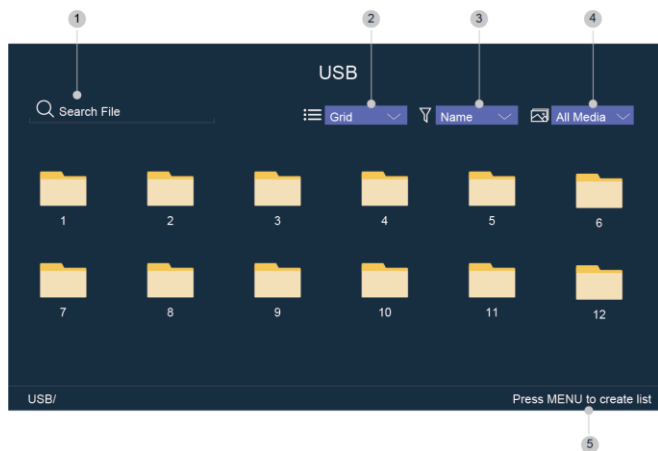 1 2 3 4
USB
Search File Grid Name All Media
1 2 3 4 5 6
7 8 9 10 11 12
USB/ Press MENU to create list
5